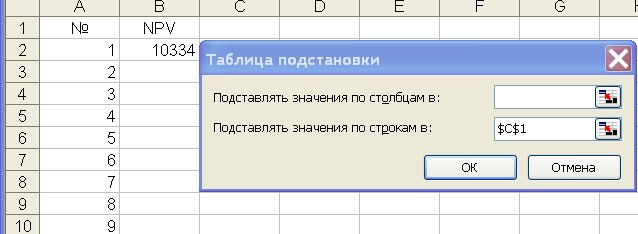 A B C D E F G H
1 № NPV
2 1 10334
3 2
4 3
5 4
6 5
7 6
8 7
9 8
10 9
Таблица подстановки
Подставлять значения по столбцам в:
Подставлять значения по строкам в: $C$1
ОК Отмена